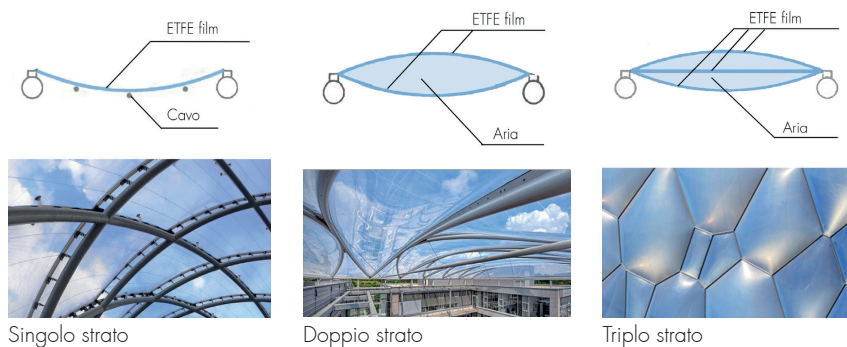 ETFE film
Cavo
ETFE film
Aria
ETFE film
Aria
Singolo strato
Doppio strato
Triplo strato